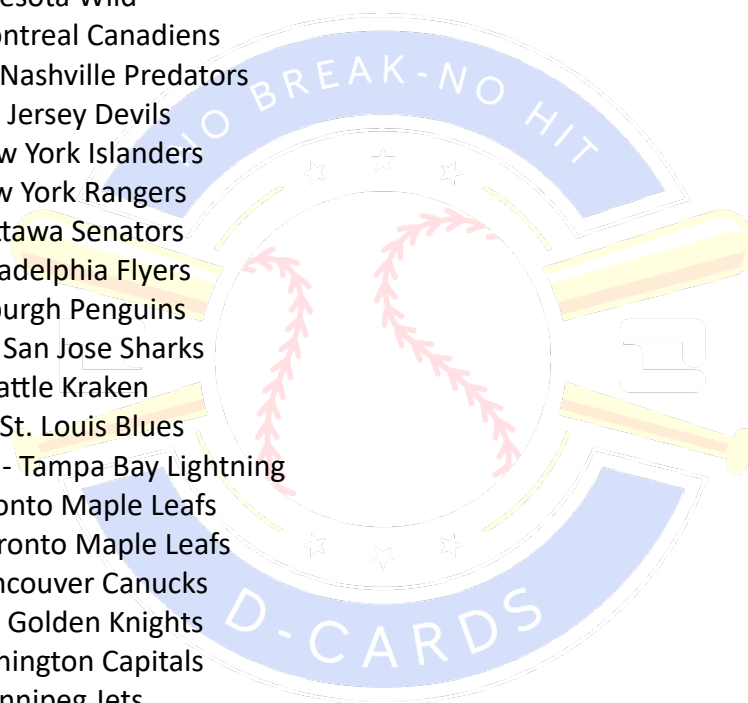 esota Wild
ontreal Canadiens
Nashville Predators
Jersey Devils
w York Islanders
w York Rangers
ttawa Senators
adelphia Flyers
burgh Penguins
San Jose Sharks
attle Kraken
St. Louis Blues
- Tampa Bay Lightning
onto Maple Leafs
ronto Maple Leafs
ncouver Canucks
Golden Knights
hington Capitals
nnipeg Jets
NO BREAK-NO HIT
D-CARDS